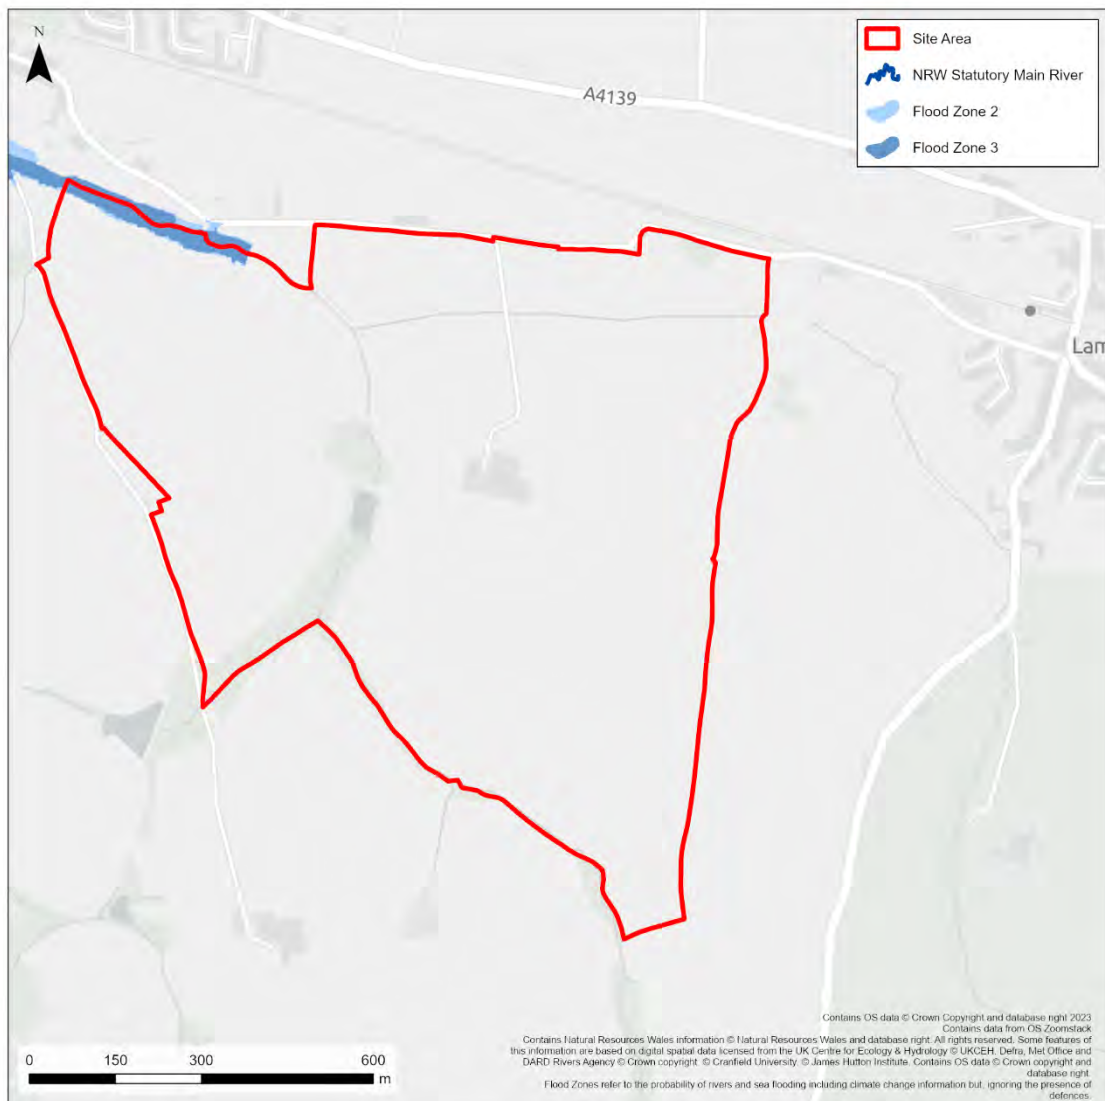 N
A4139
Site Area
NRW Statutory Main River
Flood Zone 2
Flood Zone 3
Lam
0 150 300 600
m
Contains OS data © Crown Copyright and database right 2023
Contains data from OS Zoomstack
Contains Natural Resources Wales information © Natural Resources Wales and database right. All rights reserved. Some features of
this information are based on digital spatial data licensed from the UK Centre for Ecology & Hydrology © UKCEH. Defra, Met Office and
DARD Rivers Agency © Crown copyright. © Cranfield University. © James Hutton Institute. Contains OS data © Crown copyright and
database right
Flood Zones refer to the probability of rivers and sea flooding including climate change information but, ignoring the presence of
defences.